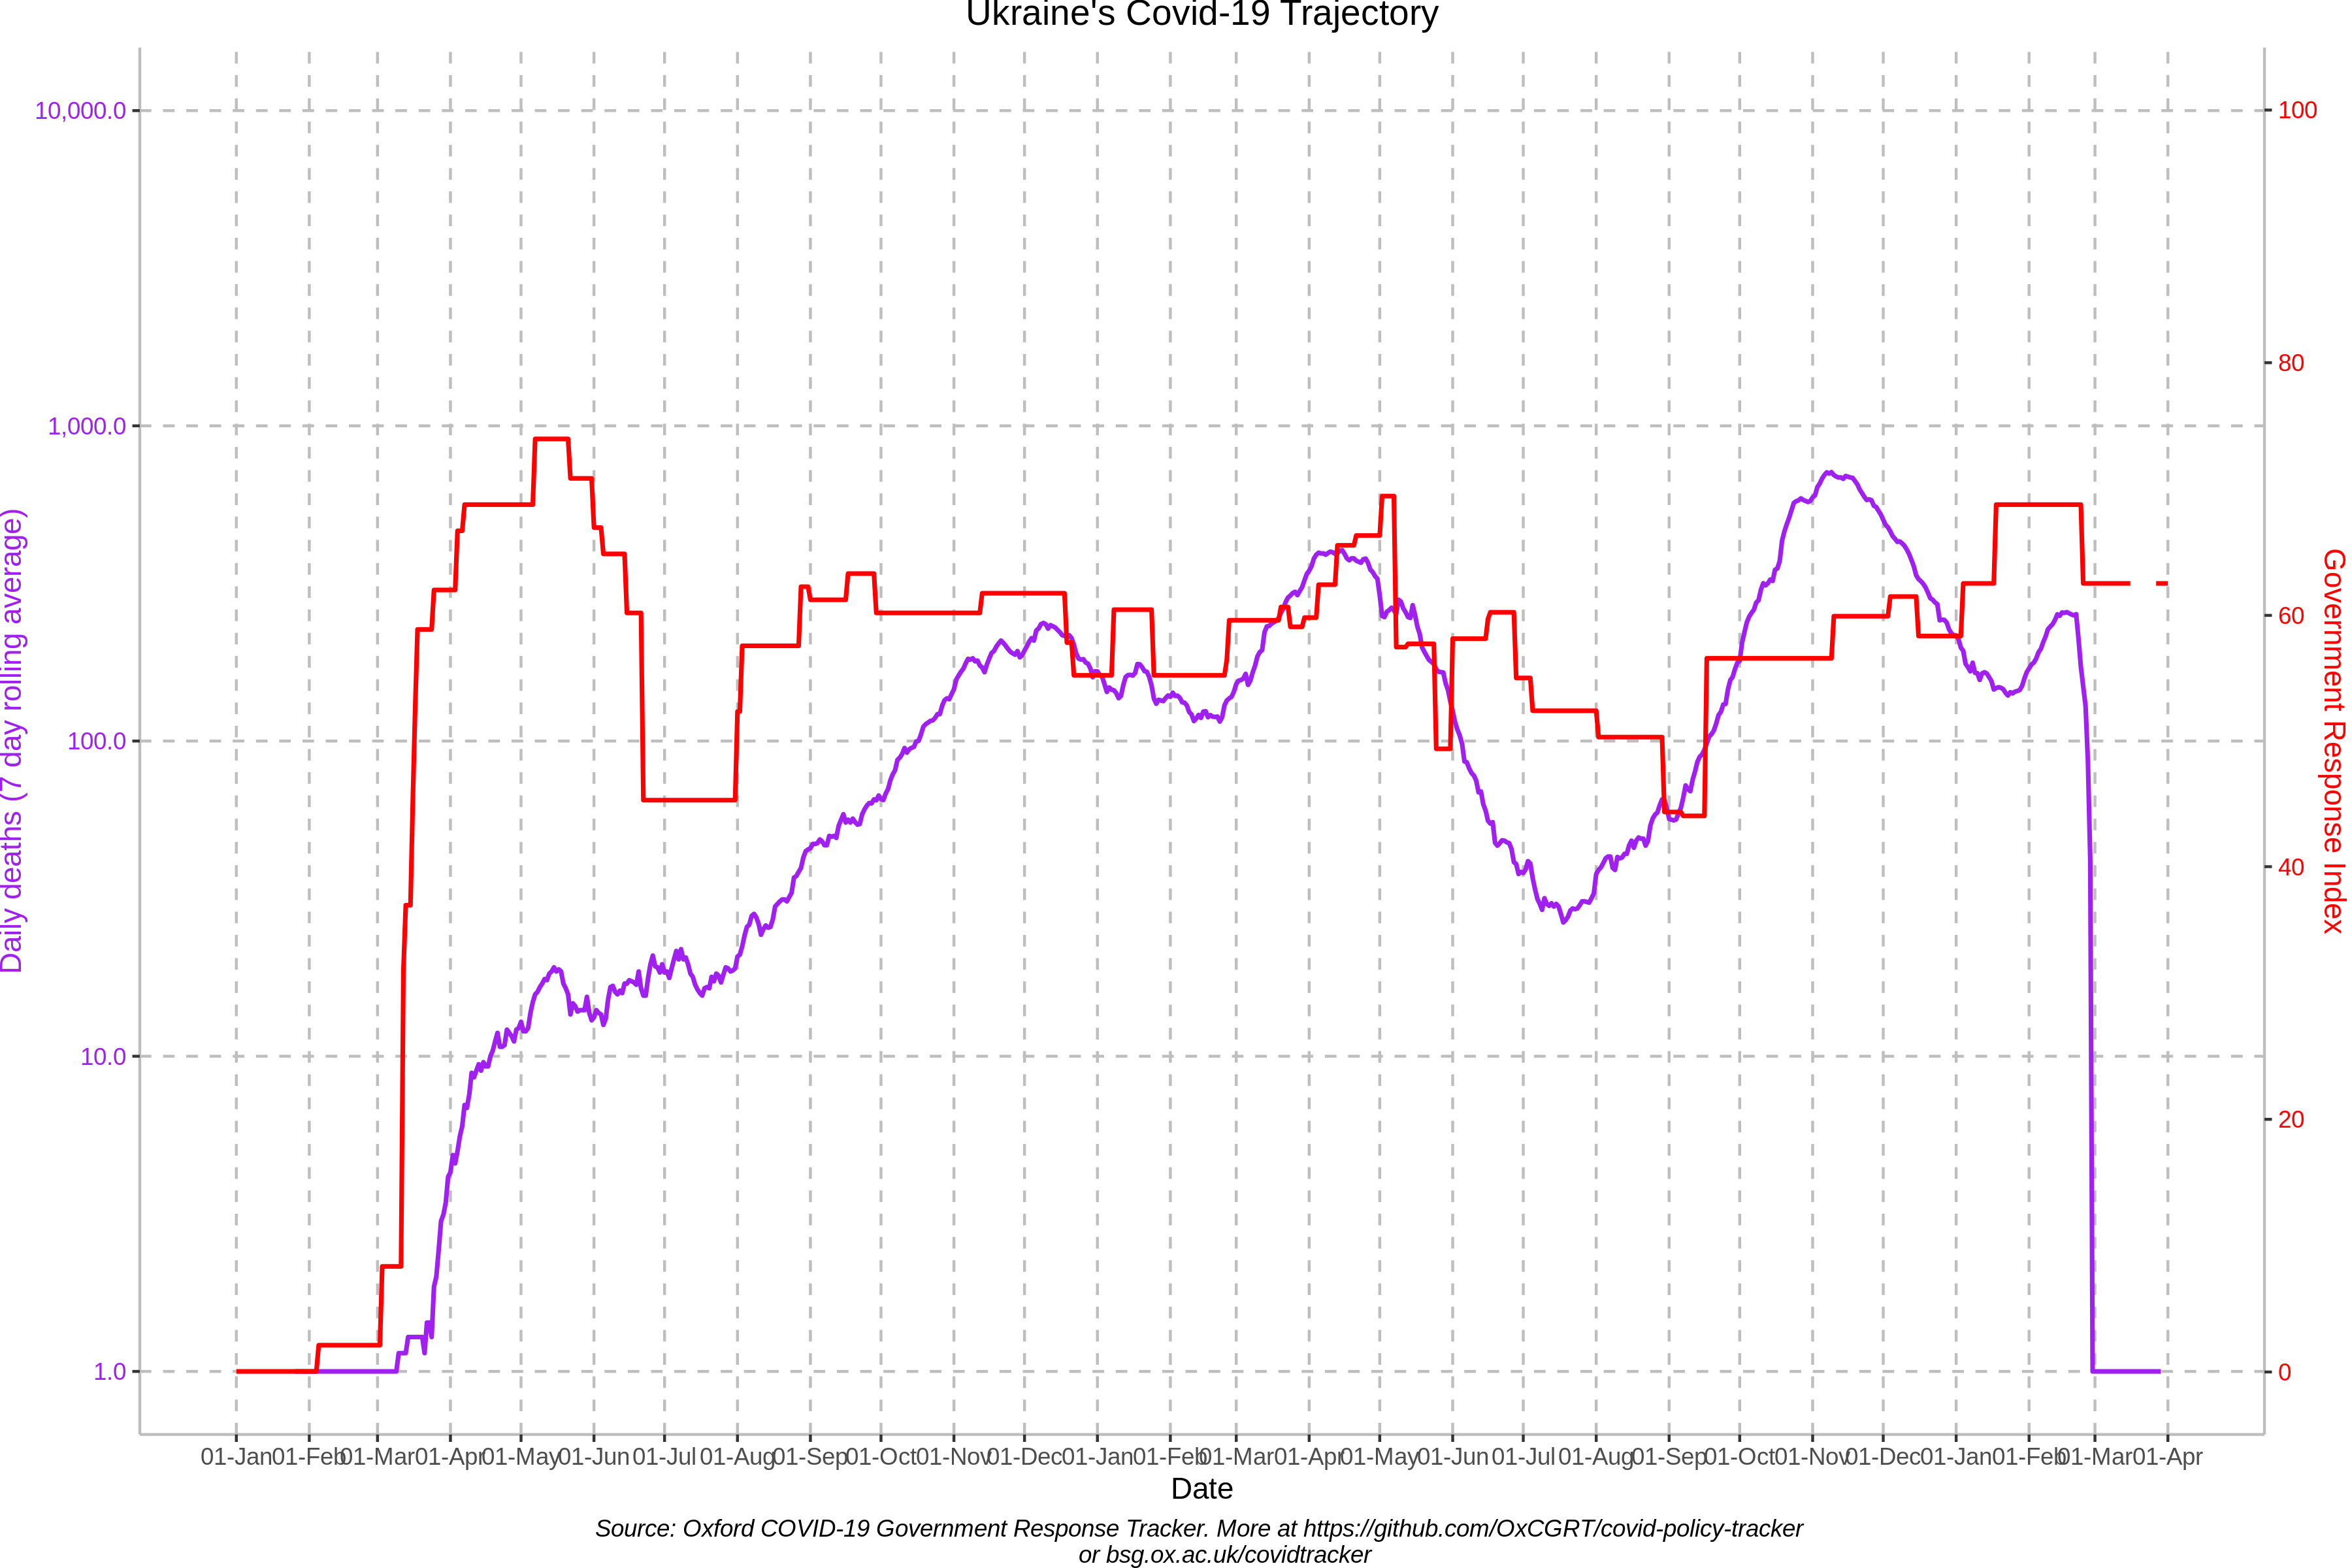 Ukraine's Covid-19 Trajectory
10,000.0
1,000.0
100.0
10.0
1.0
Daily deaths (7 day rolling average)
100
80
60
40
20
0
Government Response Index
01-Jan 01-Feb 01-Mar 01-Apr 01-May 01-Jun 01-Jul 01-Aug 01-Sep 01-Oct 01-Nov 01-Dec 01-Jan 01-Feb 01-Mar 01-Apr 01-May 01-Jun 01-Jul 01-Aug 01-Sep 01-Oct 01-Nov 01-Dec 01-Jan 01-Feb 01-Mar 01-Apr
Date
Source: Oxford COVID-19 Government Response Tracker. More at https://github.com/OxCGRT/covid-policy-tracker
or bsg.ox.ac.uk/covidtracker